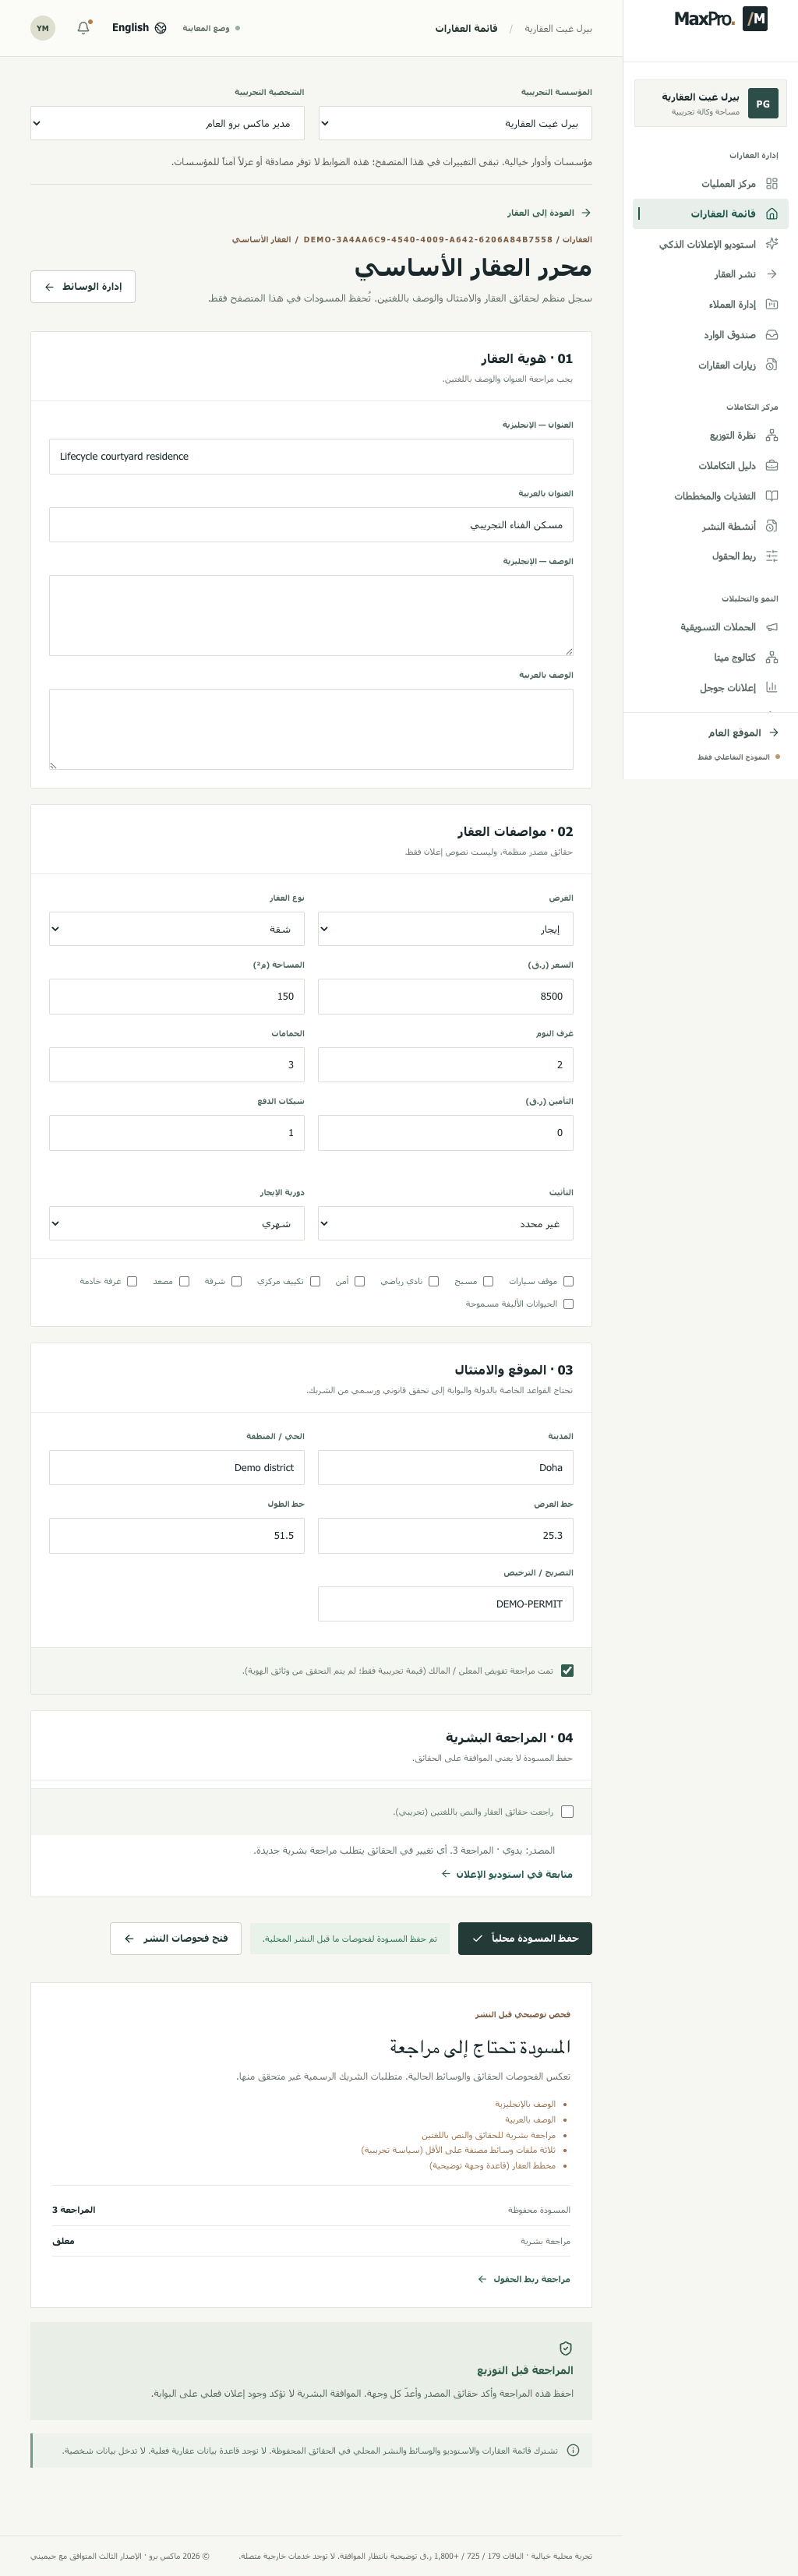 MaxPro.
/M
بيرل غيت العقارية / قائمة العقارات
وضع المعاينة
English
YM
PG
بيرل غيت العقارية
مساحة وكالة تجريبية
إدارة العقارات
مركز العمليات
قائمة العقارات
استوديو الإعلانات الذكي
نشر العقار
إدارة العملاء
صندوق الوارد
زيارات العقارات
مركز التكاملات
نظرة التوزيع
دليل التكاملات
التغذيات والمخططات
أنشطة النشر
ربط الحقول
النمو والتحليلات
الحملات التسويقية
كتالوج ميتا
إعلانات جوجل
الموقع العام
النموذج التفاعلي فقط
المؤسسة التجريبية
بيرل غيت العقارية
الشخصية التجريبية
مدير ماكس برو العام
مؤسسات وأدوار خيالية. تبقى التغييرات في هذا المتصفح؛ هذه الضوابط لا توفر مصادقة أو عزلاً آمناً للمؤسسات.
العودة إلى العقار
العقارات / DEMO-3A4AA6C9-4540-4009-A642-6206A84B7558 / العقار الأساسي
محرر العقار الأساسي
سجل منظم لحقائق العقار والامتثال والوصف باللغتين. تُحفظ المسودات في هذا المتصفح فقط.
إدارة الوسائط
01 · هوية العقار
يجب مراجعة العنوان والوصف باللغتين.
العنوان — الإنجليزية
Lifecycle courtyard residence
العنوان بالعربية
مسكن الفناء التجريبي
الوصف — الإنجليزية
الوصف بالعربية
02 · مواصفات العقار
حقائق مصدر منظمة، وليست نصوص إعلان فقط.
الغرض
إيجار
نوع العقار
شقة
السعر (ر.ق)
8500
المساحة (م²)
150
غرف النوم
2
الحمامات
3
التأمين (ر.ق)
0
شيكات الدفع
1
التأثيث
غير محدد
دورية الإيجار
شهري
موقف سيارات
مسبح
نادي رياضي
أمن
تكييف مركزي
شرفة
مصعد
غرفة خادمة
الحيوانات الأليفة مسموحة
03 · الموقع والامتثال
تحتاج القواعد الخاصة بالدولة والبوابة إلى تحقق قانوني ورسمي من الشريك.
المدينة
Doha
الحي / المنطقة
Demo district
خط العرض
25.3
خط الطول
51.5
التصريح / الترخيص
DEMO-PERMIT
تمت مراجعة تفويض المعلن / المالك (قيمة تجريبية فقط؛ لم يتم التحقق من وثائق الهوية).
04 · المراجعة البشرية
حفظ المسودة لا يعني الموافقة على الحقائق.
راجعت حقائق العقار والنص باللغتين (تجريبي).
المصدر: يدوي · المراجعة 3. أي تغيير في الحقائق يتطلب مراجعة بشرية جديدة.
متابعة في استوديو الإعلان
حفظ المسودة محلياً
تم حفظ المسودة لفحوصات ما قبل النشر المحلية.
فتح فحوصات النشر
فحص توضيحي قبل النشر
المسودة تحتاج إلى مراجعة
تعكس الفحوصات الحقائق والوسائط الحالية. متطلبات الشريك الرسمية غير متحقق منها.
الوصف بالإنجليزية
الوصف بالعربية
مراجعة بشرية للحقائق والنص باللغتين
ثلاثة ملفات وسائط مصنفة على الأقل (سياسة تجريبية)
مخطط العقار (قاعدة وجهة توضيحية)
المسودة محفوظة
المراجعة 3
مراجعة بشرية
معلق
مراجعة ربط الحقول
المراجعة قبل التوزيع
احفظ هذه المراجعة وأكد حقائق المصدر وأعدّ كل وجهة. الموافقة البشرية لا تؤكد وجود إعلان فعلي على البوابة.
تشترك قائمة العقارات والاستوديو والوسائط والنشر المحلي في الحقائق المحفوظة. لا توجد قاعدة بيانات عقارية فعلية. لا تدخل بيانات شخصية.
تجربة محلية خيالية · الباقات 179 / 725 / +1,800 ر.ق توضيحية بانتظار الموافقة. لا توجد خدمات خارجية متصلة.
© 2026 ماكس برو · الإصدار الثالث المتوافق مع جيميني